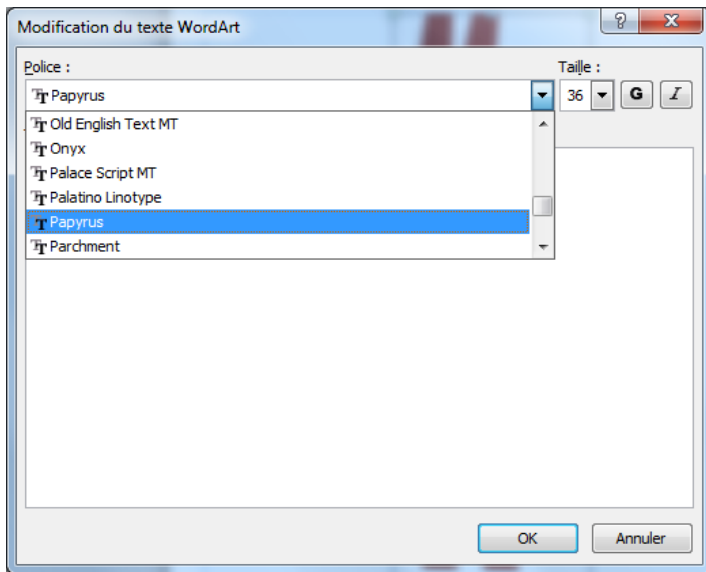 Modification du texte WordArt
Police :
Taille :
Papyrus
36
G
I
Old English Text MT
Onyx
Palace Script MT
Palatino Linotype
Papyrus
Parchment
OK
Annuler